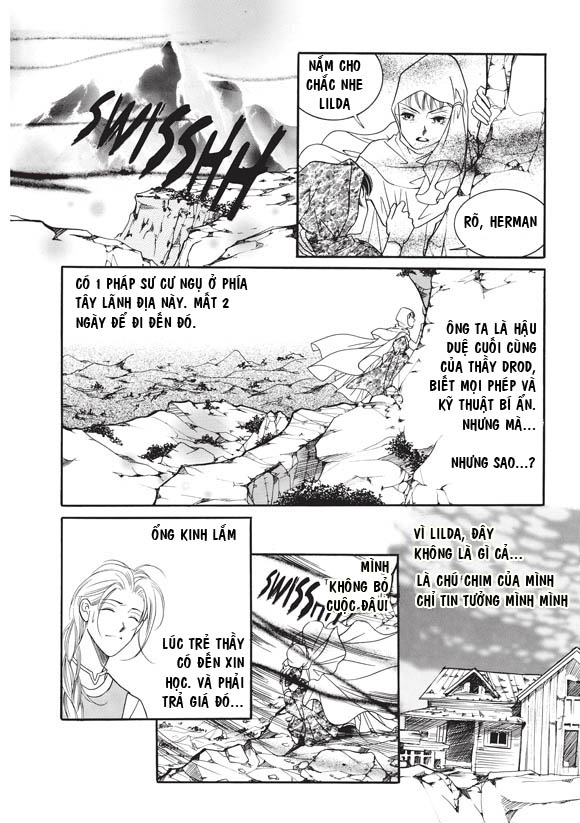 NẮM CHO
CHẮC NHE
LILDA
SWISSHH
RÕ, HERMAN
CÓ 1 PHÁP SƯ CƯ NGỤ Ở PHÍA
TÂY LÃNH ĐỊA NÀY. MẤT 2
NGÀY ĐỂ ĐI ĐẾN ĐÓ.
ÔNG TA LÀ HẬU
DUỆ CUỐI CÙNG
CỦA THẦY DROD,
BIẾT MỌI PHÉP VÀ
KỸ THUẬT BÍ ẨN.
NHƯNG MÀ...
NHƯNG SAO...?
ỔNG KINH LẮM
LÚC TRẺ THẦY
CÓ ĐẾN XIN
HỌC. VÀ PHẢI
TRẢ GIÁ ĐÓ...
MÌNH
KHÔNG BỎ
CUỘC ĐÂU!
SWISSHH
VÌ LILDA, ĐÂY
KHÔNG LÀ GÌ CẢ...
LÀ CHÚ CHIM CỦA MÌNH
CHỈ TIN TƯỞNG MÌNH MÌNH